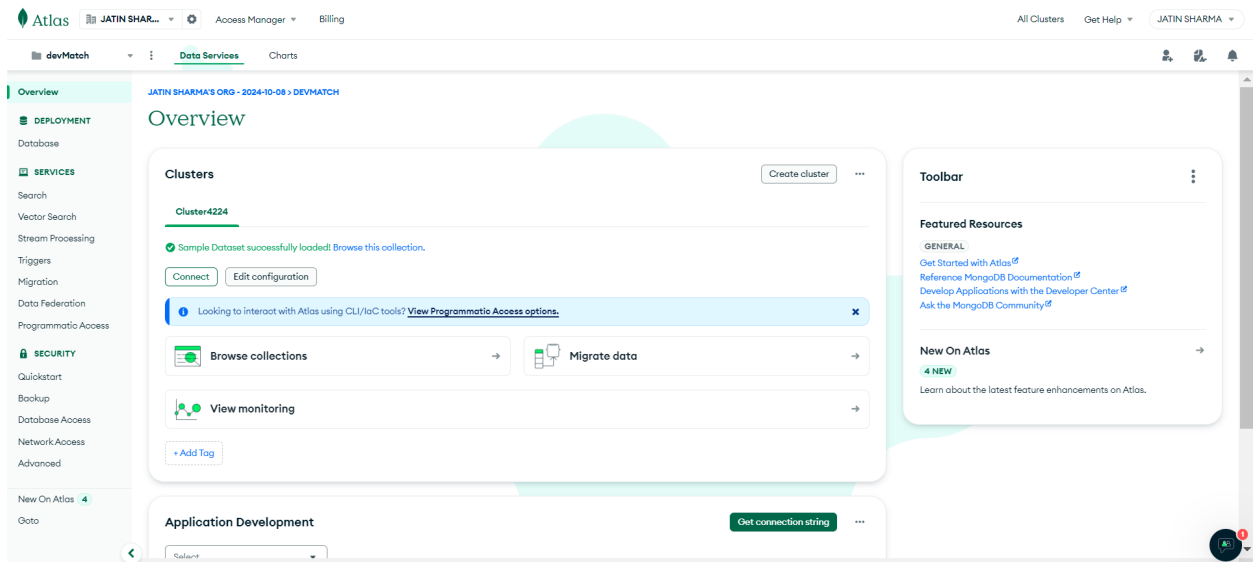 Atlas
JATIN SHAR...
Access Manager
Billing
All Clusters
Get Help
JATIN SHARMA
devMatch
Data Services
Charts
Overview
DEPLOYMENT
Database
SERVICES
Search
Vector Search
Stream Processing
Triggers
Migration
Data Federation
Programmatic Access
SECURITY
Quickstart
Backup
Database Access
Network Access
Advanced
New On Atlas 4
Goto
JATIN SHARMA'S ORG - 2024-10-08 > DEVMATCH
Overview
Clusters
Create cluster
Cluster4224
Sample Dataset successfully loaded! Browse this collection.
Connect
Edit configuration
Looking to interact with Atlas using CLI/IaC tools? View Programmatic Access options.
Browse collections
Migrate data
View monitoring
+ Add Tag
Application Development
Get connection string
Select
Toolbar
Featured Resources
GENERAL
Get Started with Atlas
Reference MongoDB Documentation
Develop Applications with the Developer Center
Ask the MongoDB Community
New On Atlas
4 NEW
Learn about the latest feature enhancements on Atlas.
1